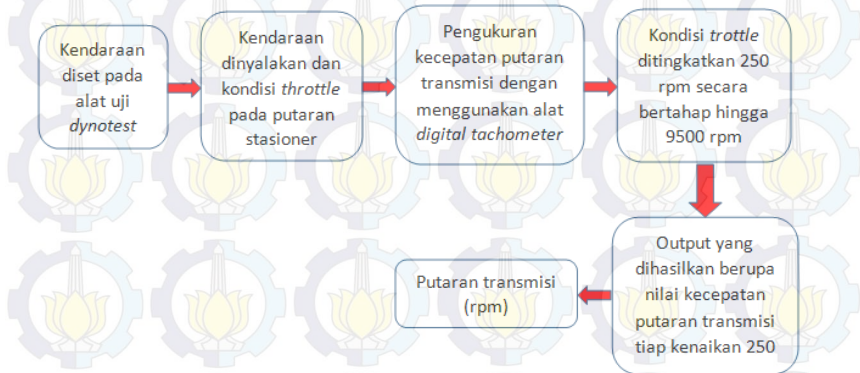 Kendaraan
diset pada
alat uji
dynotest
Kendaraan
dinyalakan dan
kondisi throttle
pada putaran
stasioner
Pengukuran
kecepatan putaran
transmisi dengan
menggunakan alat
digital tachometer
Kondisi trottle
ditingkatkan 250
rpm secara
bertahap hingga
9500 rpm
Output yang
dihasilkan berupa
nilai kecepatan
putaran transmisi
tiap kenaikan 250
Putaran transmisi
(rpm)